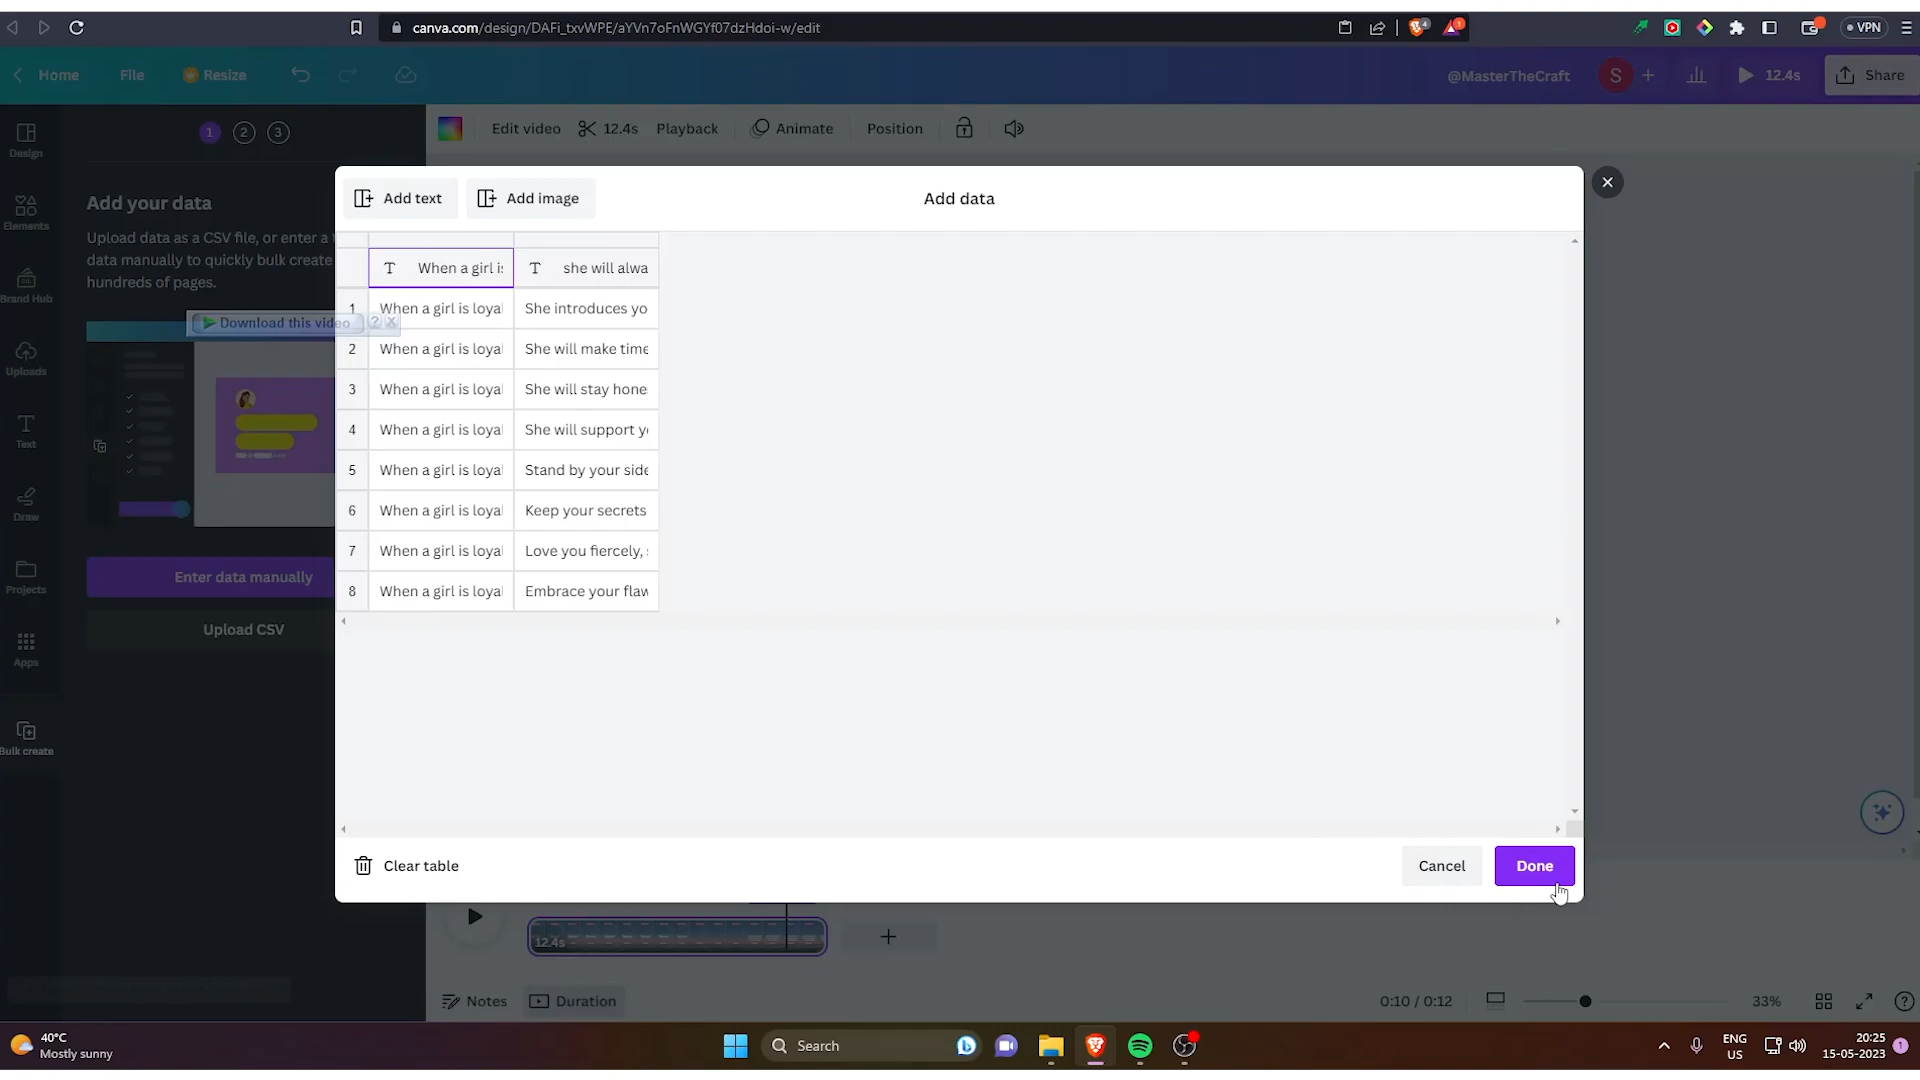 canva.com/design/DAFi_txvWPE/aYVn7oFnWGYf07dzHdoi-w/edit
4
1
VPN
Home
File
Resize
@MasterTheCraft
S
12.4s
Share
Design
Elements
Brand Hub
Uploads
Text
Draw
Projects
Apps
Bulk create
1
2
3
Add your data
Upload data as a CSV file, or enter a
data manually to quickly bulk create
hundreds of pages.
Download this video
Enter data manually
Upload CSV
Edit video
12.4s
Playback
Animate
Position
Add text
Add image
Add data
When a girl is
she will alwa
1 When a girl is loyal She introduces yo
2 When a girl is loyal She will make time
3 When a girl is loyal She will stay hone
4 When a girl is loyal She will support yo
5 When a girl is loyal Stand by your side
6 When a girl is loyal Keep your secrets
7 When a girl is loyal Love you fiercely,
8 When a girl is loyal Embrace your flaw
Clear table
Cancel
Done
12.4s
Notes
Duration
0:10 / 0:12
33%
40°C
Mostly sunny
Search
ENG
US
20:25
15-05-2023
1